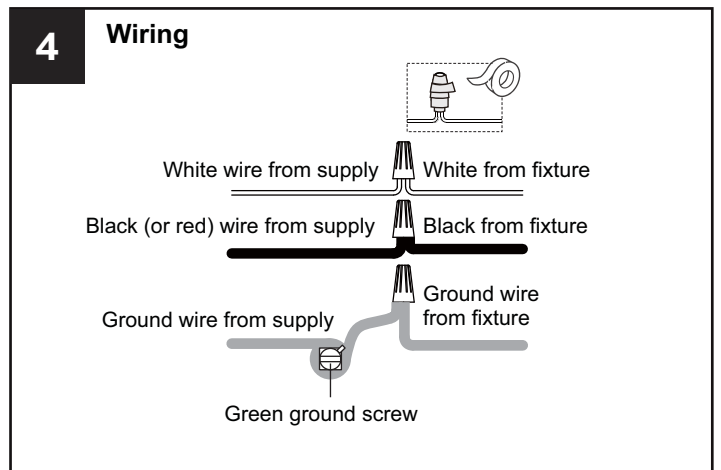 4
Wiring
White wire from supply
White from fixture
Black (or red) wire from supply
Black from fixture
Ground wire
from fixture
Ground wire from supply
Green ground screw